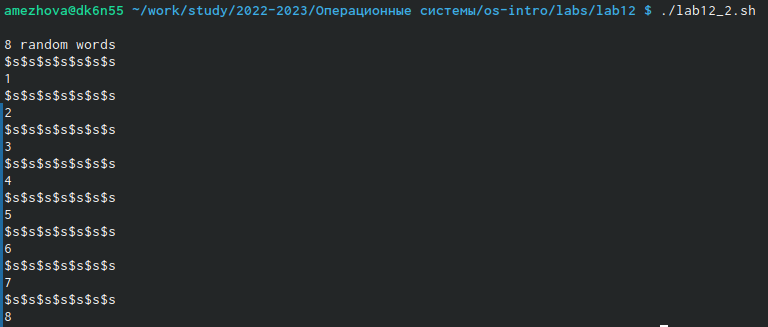 amezhova@dk6n55 ~/work/study/2022-2023/Операционные системы/os-intro/labs/lab12 $ ./lab12_2.sh
8 random words
$s$s$s$s$s$s$s
1
$s$s$s$s$s$s$s
2
$s$s$s$s$s$s$s
3
$s$s$s$s$s$s$s
4
$s$s$s$s$s$s$s
5
$s$s$s$s$s$s$s
6
$s$s$s$s$s$s$s
7
$s$s$s$s$s$s$s
8